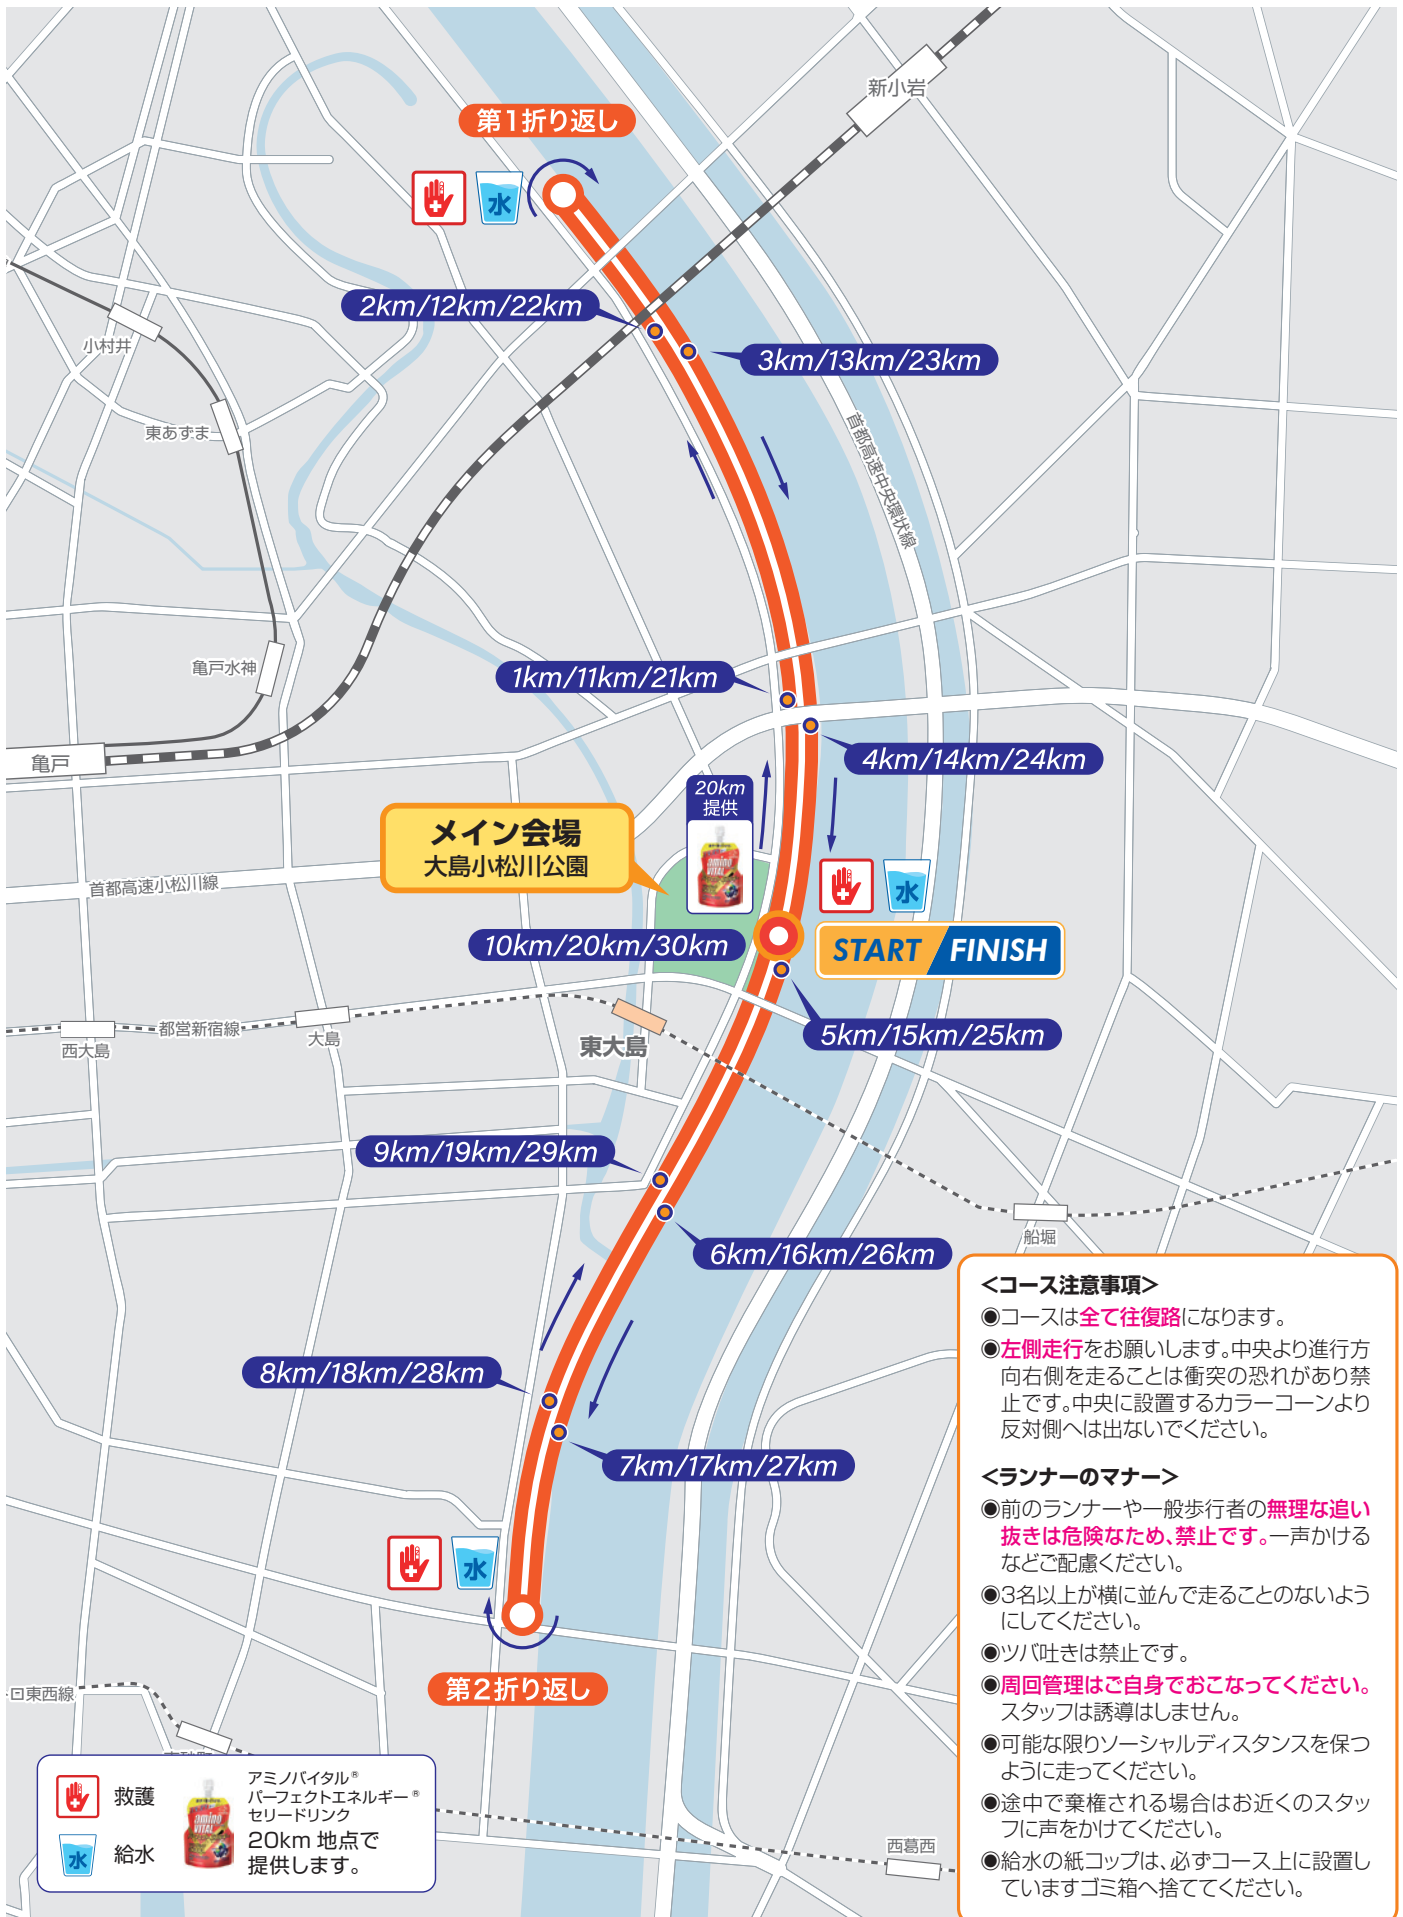 新小岩
第1折り返し
水
2km/12km/22km
小村井
3km/13km/23km
東あずま
首都高速中央環状線
亀戸水神
1km/11km/21km
亀戸
4km/14km/24km
20km
提供
amino
VITAL
メイン会場
大島小松川公園
首都高速小松川線
水
10km/20km/30km
START FINISH
都営新宿線
西大島
大島
東大島
5km/15km/25km
9km/19km/29km
船堀
6km/16km/26km
8km/18km/28km
7km/17km/27km
水
第2折り返し
東西線
西葛西
救護
水
給水
amino
VITAL
アミノバイタル®
パーフェクトエネルギー®
セリードリンク
20km 地点で
提供します。
<コース注意事項>
◉コースは全て往復路になります。
◉左側走行をお願いします。中央より進行方
向右側を走ることは衝突の恐れがあり禁
止です。中央に設置するカラーコーンより
反対側へは出ないでください。
<ランナーのマナー>
◉前のランナーや一般歩行者の無理な追い
抜きは危険なため、禁止です。一声かける
などご配慮ください。
◉3名以上が横に並んで走ることのないよう
にしてください。
◉ツバ吐きは禁止です。
◉周回管理はご自身でおこなってください。
スタッフは誘導はしません。
◉可能な限りソーシャルディスタンスを保つ
ように走ってください。
◉途中で棄権される場合はお近くのスタッ
フに声をかけてください。
◉給水の紙コップは、必ずコース上に設置し
ていますゴミ箱へ捨ててください。